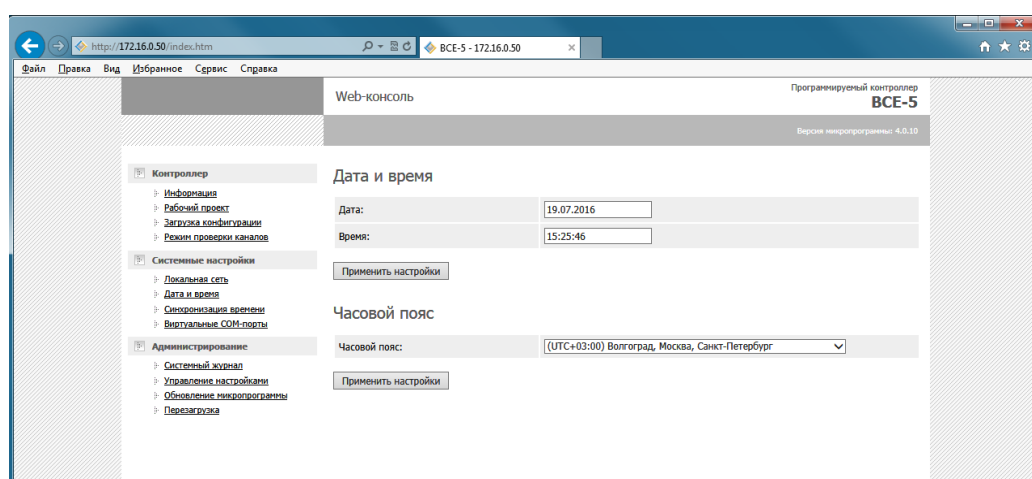 http://172.16.0.50/index.htm
BCE-5 - 172.16.0.50
Файл Правка Вид Избранное Сервис Справка
Web-консоль
Программируемый контроллер
BCE-5
Версия микропрограммы: 4.0.10
Контроллер
Информация
Рабочий проект
Загрузка конфигурации
Режим проверки каналов
Системные настройки
Локальная сеть
Дата и время
Синхронизация времени
Виртуальные COM-порты
Администрирование
Системный журнал
Управление настройками
Обновление микропрограммы
Перезагрузка
Дата и время
Дата: 19.07.2016
Время: 15:25:46
Применить настройки
Часовой пояс
Часовой пояс: (UTC+03:00) Волгоград, Москва, Санкт-Петербург
Применить настройки